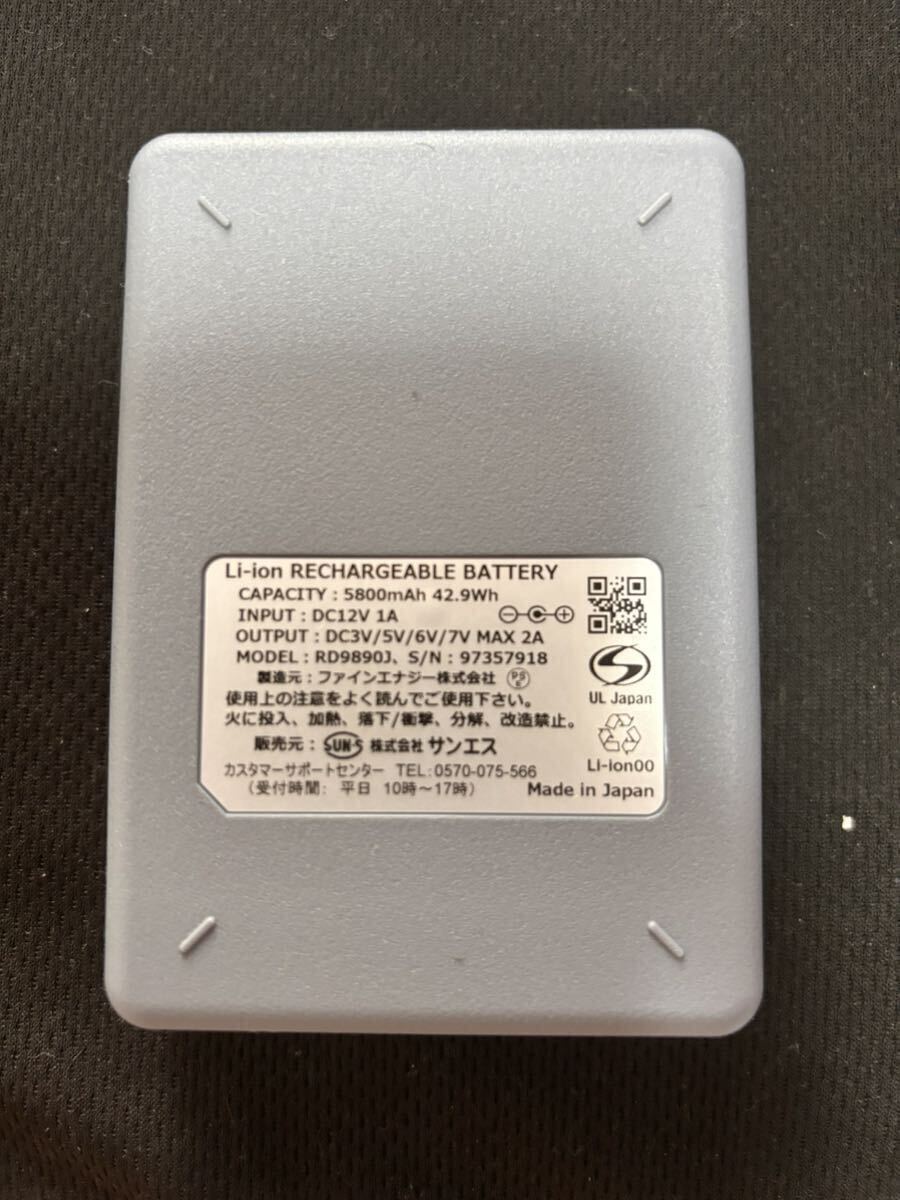 Li-ion RECHARGEABLE BATTERY
CAPACITY : 5800mAh 42.9Wh
INPUT : DC12V 1A
OUTPUT : DC3V/5V/6V/7V MAX 2A
MODEL : RD9890J、S/N : 97357918
製造元 : ファインエナジー株式会社 PS E
使用上の注意をよく読んでご使用下さい。
火に投入、加熱、落下/衝撃、分解、改造禁止。
販売元 : SUN-S 株式会社 サンエス
カスタマーサポートセンター TEL: 0570-075-566
(受付時間: 平日 10時～17時)
UL Japan
Li-ion00
Made in Japan